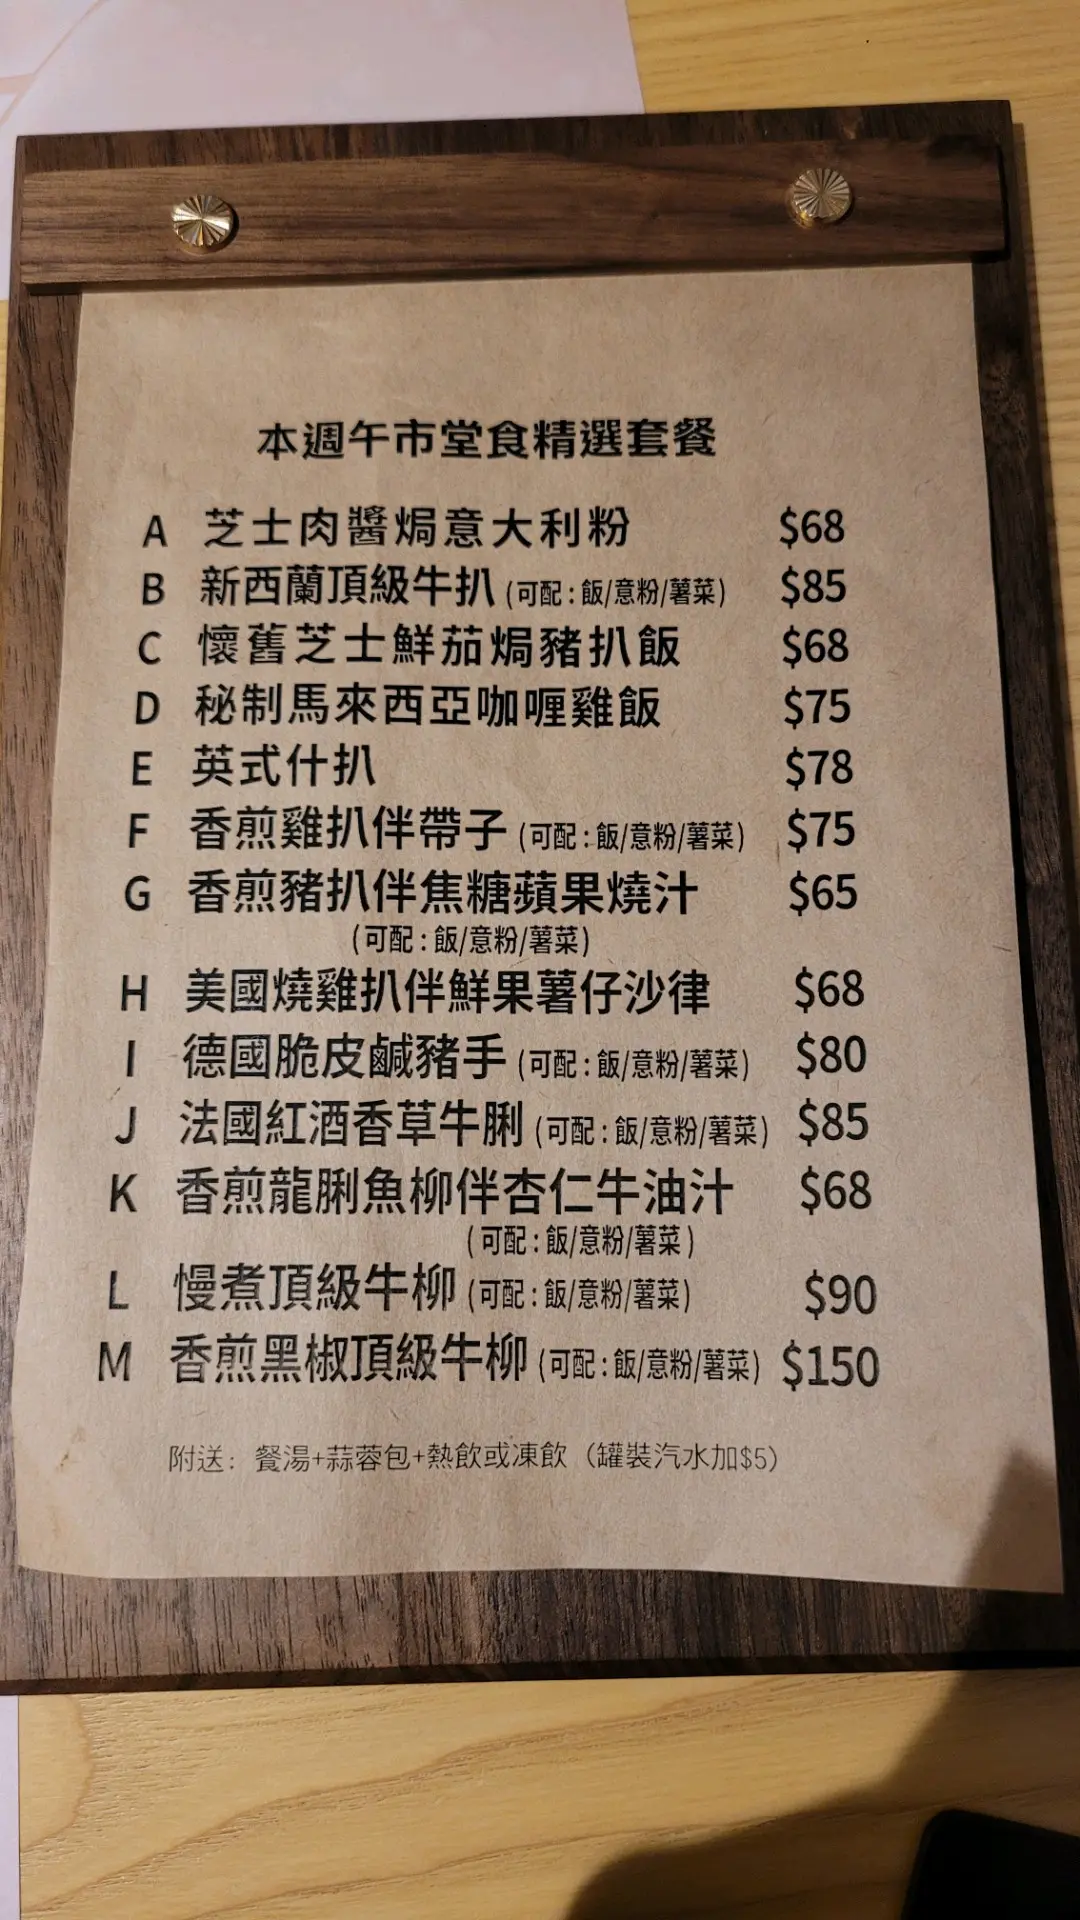 本週午市堂食精選套餐
A 芝士肉醬焗意大利粉 $68
B 新西蘭頂級牛扒 (可配:飯/意粉/薯菜) $85
C 懷舊芝士鮮茄焗豬扒飯 $68
D 秘制馬來西亞咖喱雞飯 $75
E 英式什扒 $78
F 香煎雞扒伴帶子 (可配:飯/意粉/薯菜) $75
G 香煎豬扒伴焦糖蘋果燒汁 $65
(可配:飯/意粉/薯菜)
H 美國燒雞扒伴鮮果薯仔沙律 $68
I 德國脆皮鹹豬手 (可配:飯/意粉/薯菜) $80
J 法國紅酒香草牛脷 (可配:飯/意粉/薯菜) $85
K 香煎龍脷魚柳伴杏仁牛油汁 $68
(可配:飯/意粉/薯菜)
L 慢煮頂級牛柳 (可配:飯/意粉/薯菜) $90
M 香煎黑椒頂級牛柳 (可配:飯/意粉/薯菜) $150
附送: 餐湯+蒜蓉包+熱飲或凍飲 (罐裝汽水加$5)